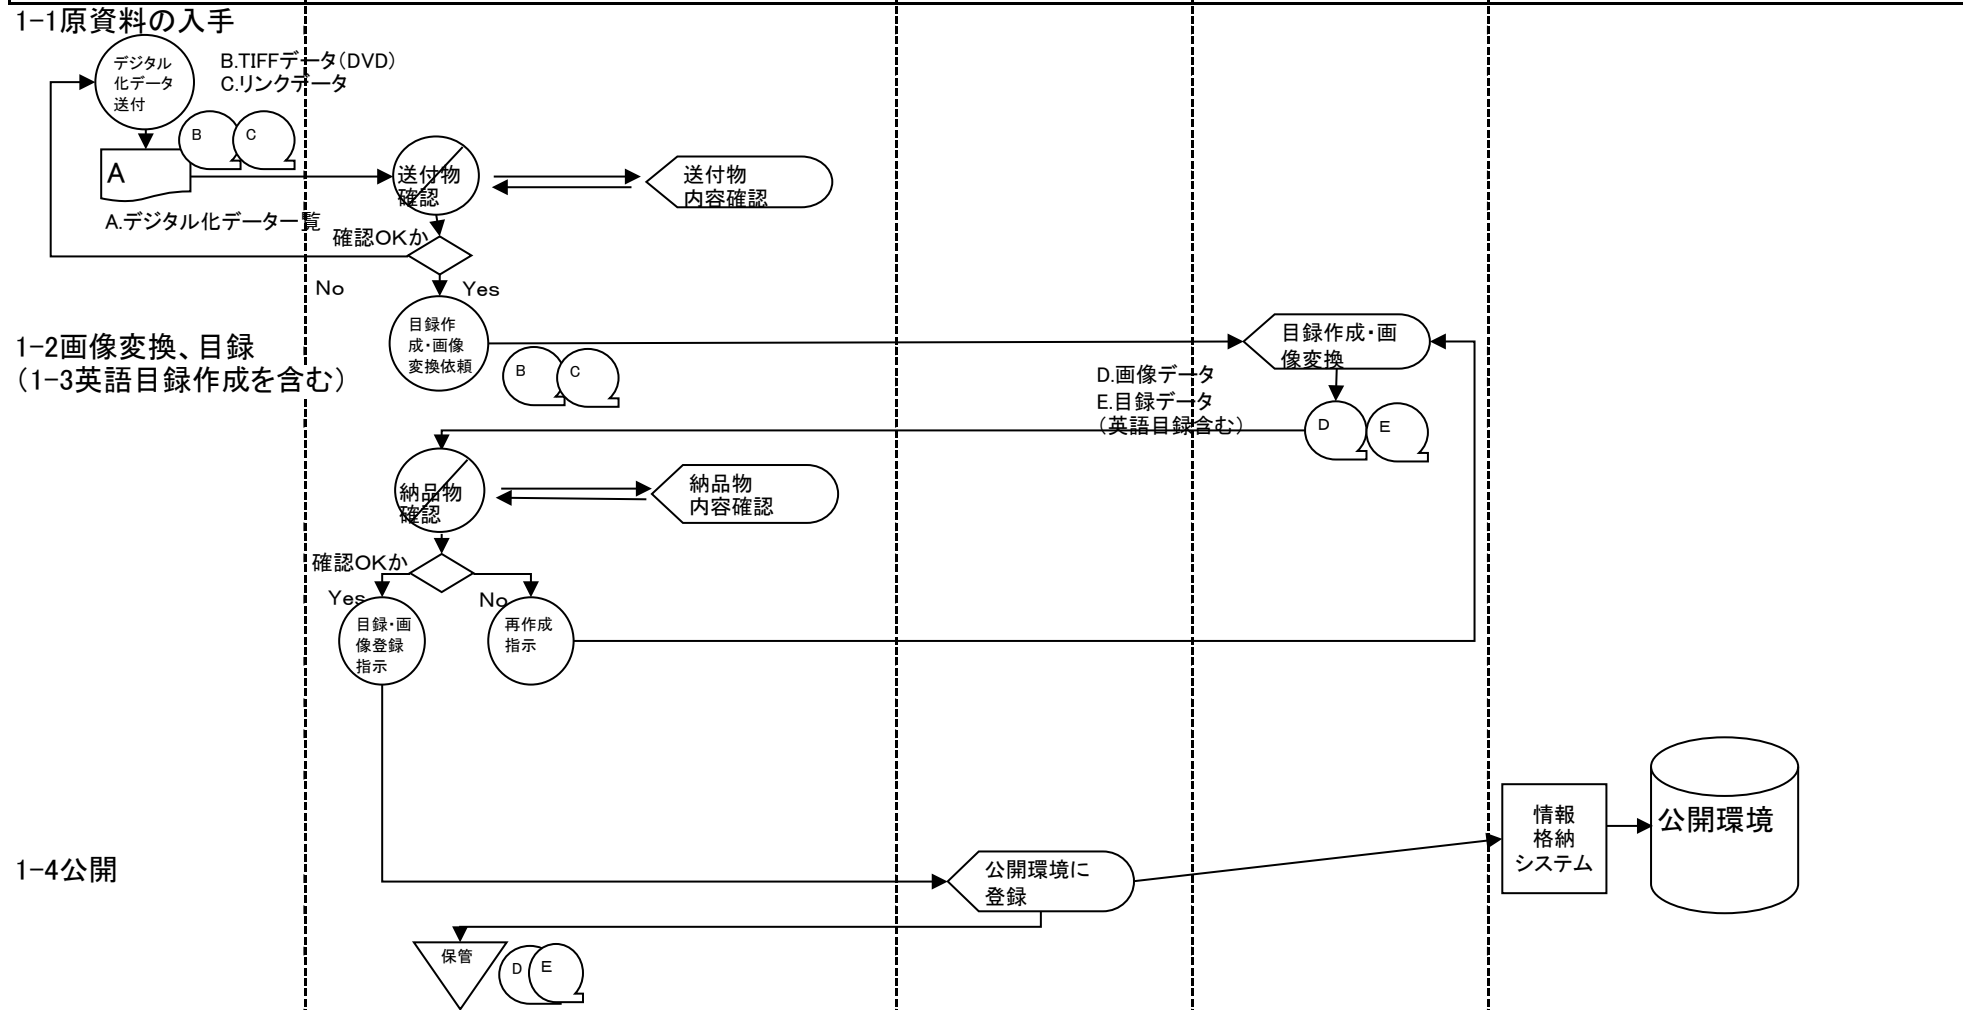 1-1原資料の入手
デジタル
化データ
送付
B.TIFFデータ(DVD)
C.リンクデータ
B
C
A
送付物
確認
送付物
内容確認
A.デジタル化データ一覧
確認OKか
No
Yes
目録作
成・画像
変換依頼
B
C
目録作成・画
像変換
1-2画像変換、目録
(1-3英語目録作成を含む)
D.画像データ
E.目録データ
(英語目録含む)
D
E
納品物
確認
納品物
内容確認
確認OKか
Yes
No
目録・画
像登録
指示
再作成
指示
情報
格納
システム
公開環境
1-4公開
公開環境に
登録
保管
D
E